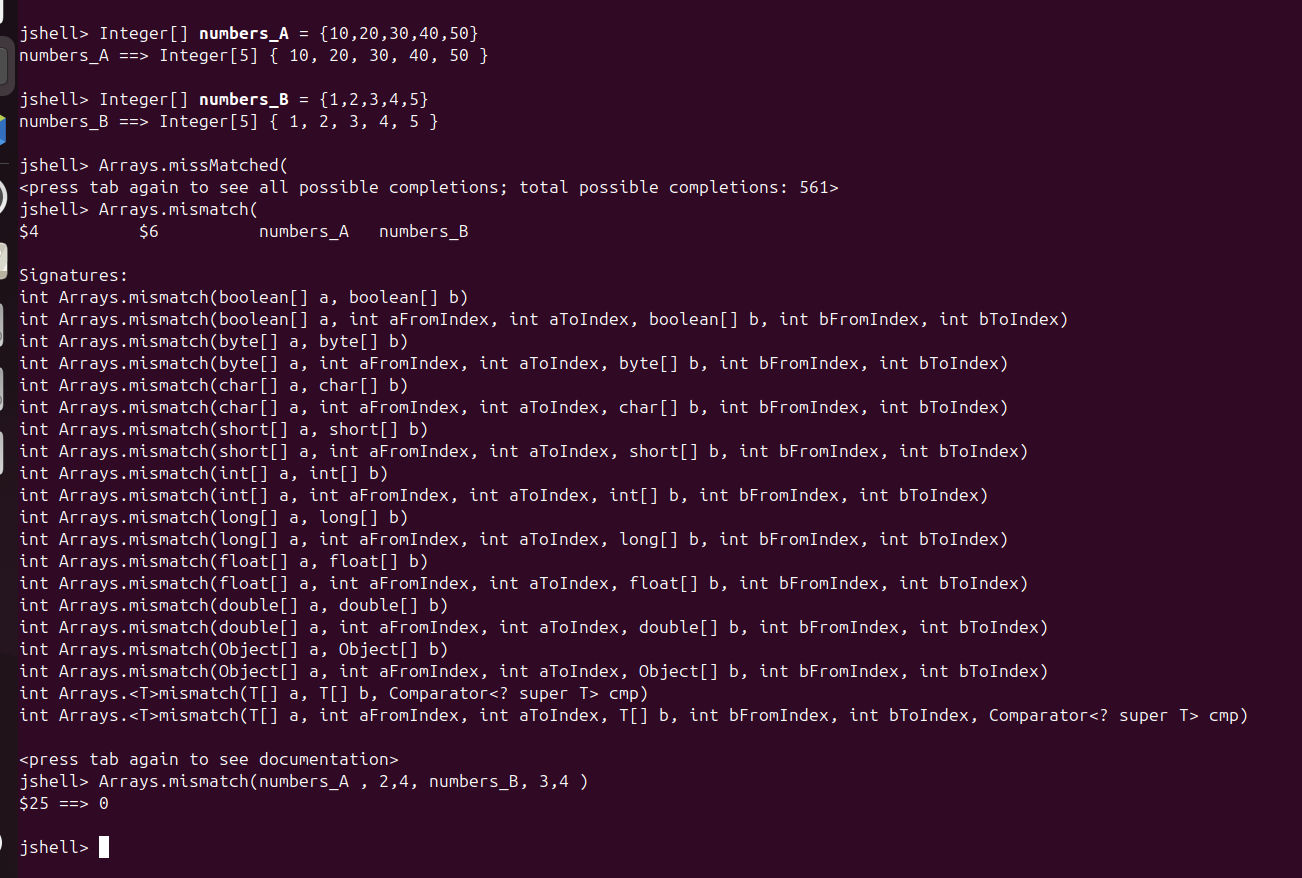 jshell> Integer[] numbers_A = {10,20,30,40,50}
numbers_A ==> Integer[5] { 10, 20, 30, 40, 50 }
jshell> Integer[] numbers_B = {1,2,3,4,5}
numbers_B ==> Integer[5] { 1, 2, 3, 4, 5 }
jshell> Arrays.missMatched(
<press tab again to see all possible completions; total possible completions: 561>
jshell> Arrays.mismatch(
$4 $6 numbers_A numbers_B
Signatures:
int Arrays.mismatch(boolean[] a, boolean[] b)
int Arrays.mismatch(boolean[] a, int aFromIndex, int aToIndex, boolean[] b, int bFromIndex, int bToIndex)
int Arrays.mismatch(byte[] a, byte[] b)
int Arrays.mismatch(byte[] a, int aFromIndex, int aToIndex, byte[] b, int bFromIndex, int bToIndex)
int Arrays.mismatch(char[] a, char[] b)
int Arrays.mismatch(char[] a, int aFromIndex, int aToIndex, char[] b, int bFromIndex, int bToIndex)
int Arrays.mismatch(short[] a, short[] b)
int Arrays.mismatch(short[] a, int aFromIndex, int aToIndex, short[] b, int bFromIndex, int bToIndex)
int Arrays.mismatch(int[] a, int[] b)
int Arrays.mismatch(int[] a, int aFromIndex, int aToIndex, int[] b, int bFromIndex, int bToIndex)
int Arrays.mismatch(long[] a, long[] b)
int Arrays.mismatch(long[] a, int aFromIndex, int aToIndex, long[] b, int bFromIndex, int bToIndex)
int Arrays.mismatch(float[] a, float[] b)
int Arrays.mismatch(float[] a, int aFromIndex, int aToIndex, float[] b, int bFromIndex, int bToIndex)
int Arrays.mismatch(double[] a, double[] b)
int Arrays.mismatch(double[] a, int aFromIndex, int aToIndex, double[] b, int bFromIndex, int bToIndex)
int Arrays.mismatch(Object[] a, Object[] b)
int Arrays.mismatch(Object[] a, int aFromIndex, int aToIndex, Object[] b, int bFromIndex, int bToIndex)
int Arrays.<T>mismatch(T[] a, T[] b, Comparator<? super T> cmp)
int Arrays.<T>mismatch(T[] a, int aFromIndex, int aToIndex, T[] b, int bFromIndex, int bToIndex, Comparator<? super T> cmp)
<press tab again to see documentation>
jshell> Arrays.mismatch(numbers_A , 2,4, numbers_B, 3,4 )
$25 ==> 0
jshell>